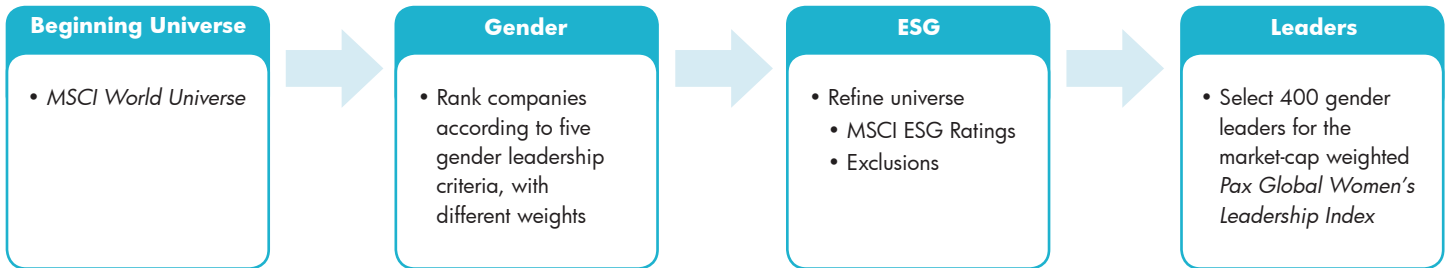 Beginning Universe
• MSCI World Universe
Gender
• Rank companies
according to five
gender leadership
criteria, with
different weights
ESG
• Refine universe
• MSCI ESG Ratings
• Exclusions
Leaders
• Select 400 gender
leaders for the
market-cap weighted
Pax Global Women’s
Leadership Index